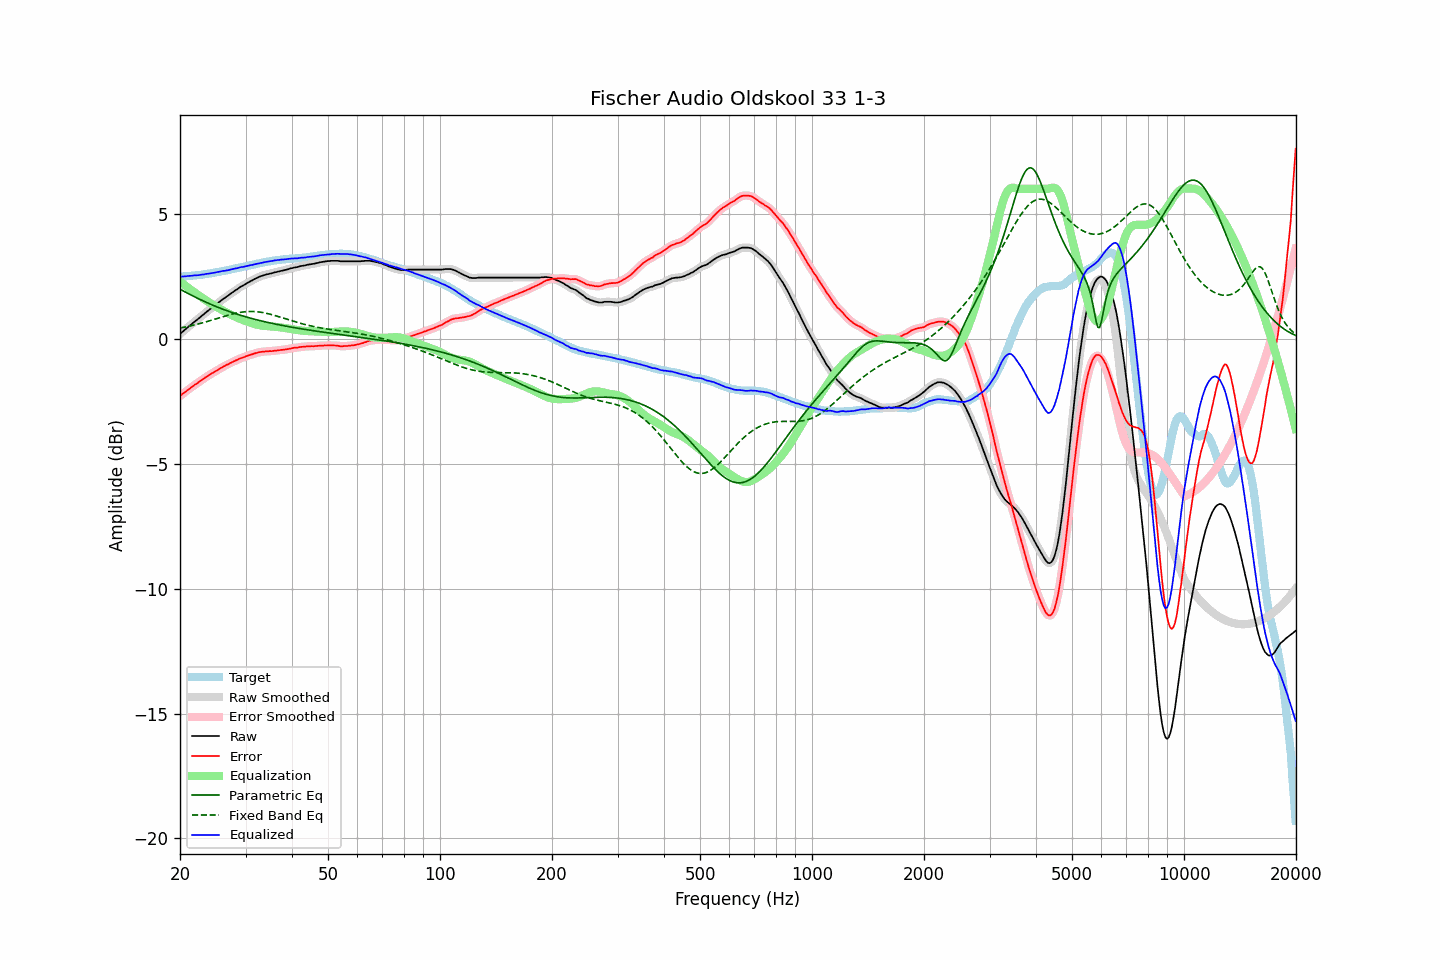 Fischer Audio Oldskool 33 1-3
Amplitude (dBr)
5
0
−5
−10
−15
−20
Target
Raw Smoothed
Error Smoothed
Raw
Error
Equalization
Parametric Eq
Fixed Band Eq
Equalized
20 50 100 200 500 1000 2000 5000 10000 20000
Frequency (Hz)